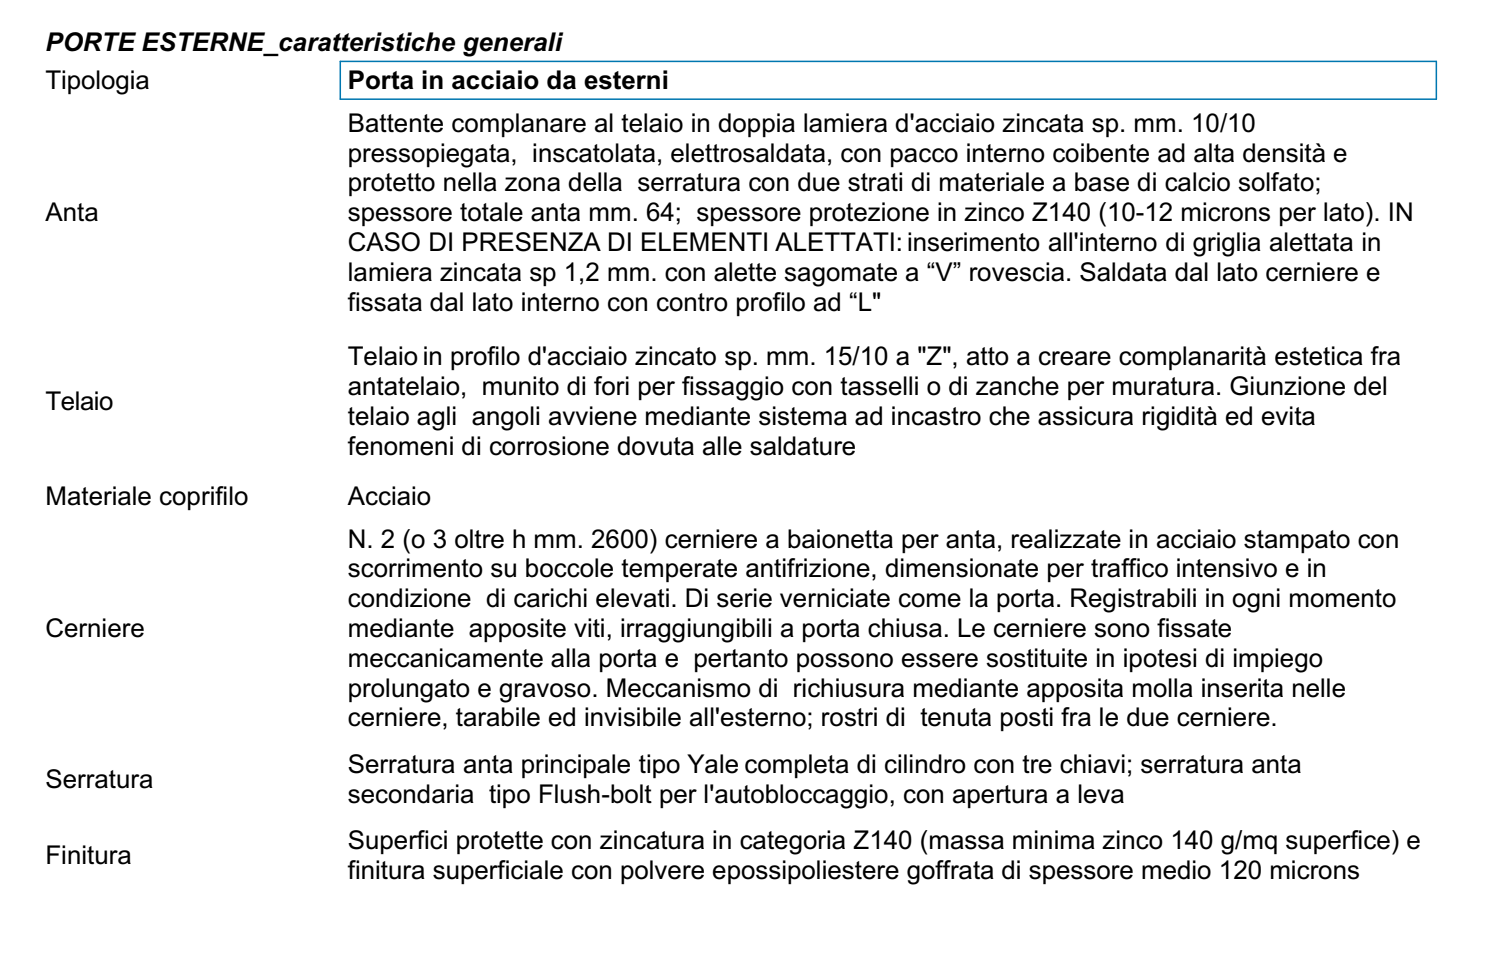 PORTE ESTERNE_caratteristiche generali
Tipologia
Porta in acciaio da esterni
Anta
Battente complanare al telaio in doppia lamiera d'acciaio zincata sp. mm. 10/10
pressopiegata, inscatolata, elettrosaldata, con pacco interno coibente ad alta densità e
protetto nella zona della serratura con due strati di materiale a base di calcio solfato;
spessore totale anta mm. 64; spessore protezione in zinco Z140 (10-12 microns per lato). IN
CASO DI PRESENZA DI ELEMENTI ALETTATI: inserimento all'interno di griglia alettata in
lamiera zincata sp 1,2 mm. con alette sagomate a “V” rovescia. Saldata dal lato cerniere e
fissata dal lato interno con contro profilo ad “L"
Telaio
Telaio in profilo d'acciaio zincato sp. mm. 15/10 a "Z", atto a creare complanarità estetica fra
antatelaio, munito di fori per fissaggio con tasselli o di zanche per muratura. Giunzione del
telaio agli angoli avviene mediante sistema ad incastro che assicura rigidità ed evita
fenomeni di corrosione dovuta alle saldature
Materiale coprifilo
Acciaio
Cerniere
N. 2 (o 3 oltre h mm. 2600) cerniere a baionetta per anta, realizzate in acciaio stampato con
scorrimento su boccole temperate antifrizione, dimensionate per traffico intensivo e in
condizione di carichi elevati. Di serie verniciate come la porta. Registrabili in ogni momento
mediante apposite viti, irraggiungibili a porta chiusa. Le cerniere sono fissate
meccanicamente alla porta e pertanto possono essere sostituite in ipotesi di impiego
prolungato e gravoso. Meccanismo di richiusura mediante apposita molla inserita nelle
cerniere, tarabile ed invisibile all'esterno; rostri di tenuta posti fra le due cerniere.
Serratura
Serratura anta principale tipo Yale completa di cilindro con tre chiavi; serratura anta
secondaria tipo Flush-bolt per l'autobloccaggio, con apertura a leva
Finitura
Superfici protette con zincatura in categoria Z140 (massa minima zinco 140 g/mq superfice) e
finitura superficiale con polvere epossipoliestere goffrata di spessore medio 120 microns